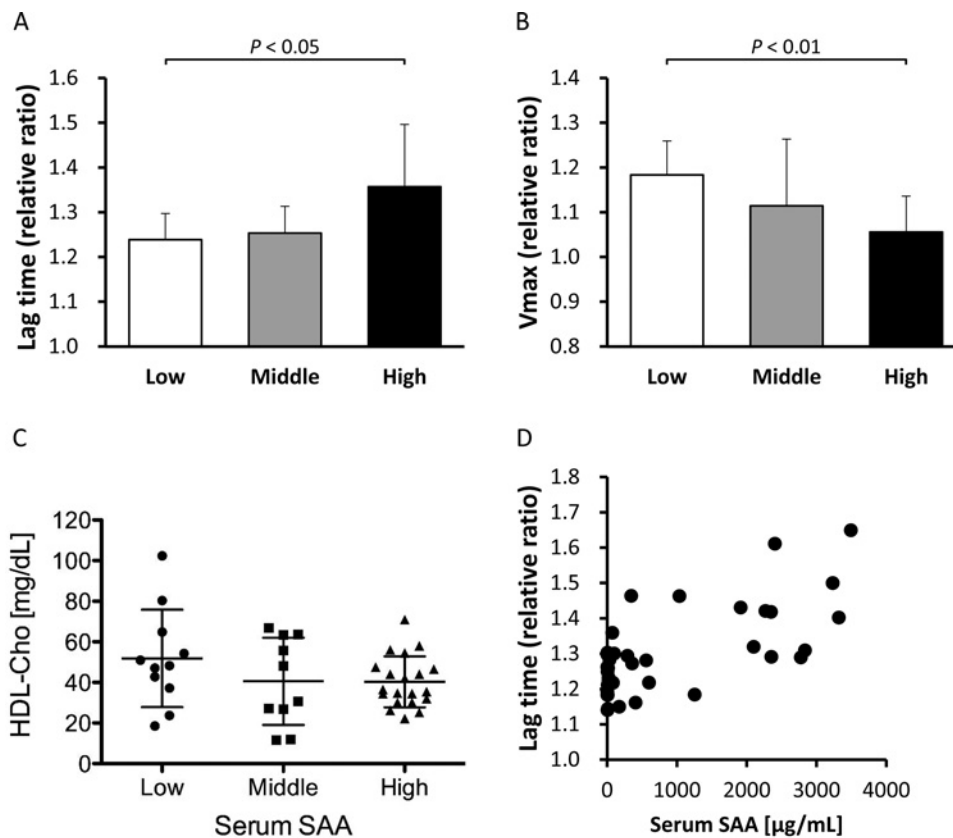 A
P < 0.05
Lag time (relative ratio)
1.6
1.5
1.4
1.3
1.2
1.1
1.0
Low Middle High
B
P < 0.01
Vmax (relative ratio)
1.4
1.3
1.2
1.1
1.0
0.9
0.8
Low Middle High
C
HDL-Cho [mg/dL]
120
100
80
60
40
20
0
Low Middle High
Serum SAA
D
Lag time (relative ratio)
1.8
1.7
1.6
1.5
1.4
1.3
1.2
1.1
1.0
0 1000 2000 3000 4000
Serum SAA [µg/mL]